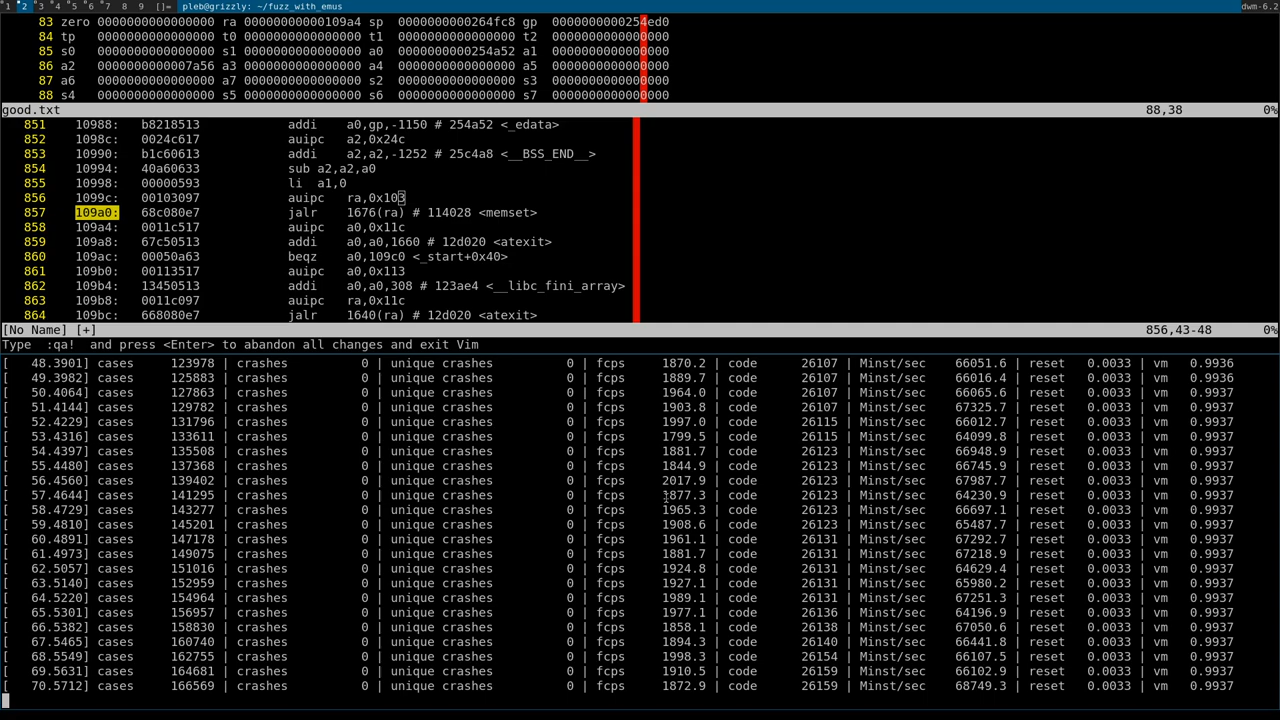 1 2 3 4 5 6 7 8 9 []= pleb@grizzly: ~/fuzz_with_emus dwm-6.2
83 zero 0000000000000000 ra 00000000000109a4 sp 0000000000264fc8 gp 0000000000254ed0
84 tp 0000000000000000 t0 0000000000000000 t1 0000000000000000 t2 0000000000000000
85 s0 0000000000000000 s1 0000000000000000 a0 0000000000254a52 a1 0000000000000000
86 a2 0000000000007a56 a3 0000000000000000 a4 0000000000000000 a5 0000000000000000
87 a6 0000000000000000 a7 0000000000000000 s2 0000000000000000 s3 0000000000000000
88 s4 0000000000000000 s5 0000000000000000 s6 0000000000000000 s7 0000000000000000
good.txt 88,38 0%
851 10988: b8218513 addi a0,gp,-1150 # 254a52 <_edata>
852 1098c: 0024c617 auipc a2,0x24c
853 10990: b1c60613 addi a2,a2,-1252 # 25c4a8 <__BSS_END__>
854 10994: 40a60633 sub a2,a2,a0
855 10998: 00000593 li a1,0
856 1099c: 00103097 auipc ra,0x103
857 109a0: 68c080e7 jalr 1676(ra) # 114028 <memset>
858 109a4: 0011c517 auipc a0,0x11c
859 109a8: 67c50513 addi a0,a0,1660 # 12d020 <atexit>
860 109ac: 00050a63 beqz a0,109c0 <_start+0x40>
861 109b0: 00113517 auipc a0,0x113
862 109b4: 13450513 addi a0,a0,308 # 123ae4 <__libc_fini_array>
863 109b8: 0011c097 auipc ra,0x11c
864 109bc: 668080e7 jalr 1640(ra) # 12d020 <atexit>
[No Name] [+] 856,43-48 0%
Type :qa! and press <Enter> to abandon all changes and exit Vim
[ 48.3901] cases 123978 | crashes 0 | unique crashes 0 | fcps 1870.2 | code 26107 | Minst/sec 66051.6 | reset 0.0033 | vm 0.9936
[ 49.3982] cases 125883 | crashes 0 | unique crashes 0 | fcps 1889.7 | code 26107 | Minst/sec 66016.4 | reset 0.0033 | vm 0.9936
[ 50.4064] cases 127863 | crashes 0 | unique crashes 0 | fcps 1964.0 | code 26107 | Minst/sec 66065.6 | reset 0.0033 | vm 0.9937
[ 51.4144] cases 129782 | crashes 0 | unique crashes 0 | fcps 1903.8 | code 26107 | Minst/sec 67325.7 | reset 0.0033 | vm 0.9937
[ 52.4229] cases 131796 | crashes 0 | unique crashes 0 | fcps 1997.0 | code 26115 | Minst/sec 66012.7 | reset 0.0033 | vm 0.9937
[ 53.4316] cases 133611 | crashes 0 | unique crashes 0 | fcps 1799.5 | code 26115 | Minst/sec 64099.8 | reset 0.0033 | vm 0.9937
[ 54.4397] cases 135508 | crashes 0 | unique crashes 0 | fcps 1881.7 | code 26123 | Minst/sec 66948.9 | reset 0.0033 | vm 0.9937
[ 55.4480] cases 137368 | crashes 0 | unique crashes 0 | fcps 1844.9 | code 26123 | Minst/sec 66745.9 | reset 0.0033 | vm 0.9937
[ 56.4560] cases 139402 | crashes 0 | unique crashes 0 | fcps 2017.9 | code 26123 | Minst/sec 67987.7 | reset 0.0033 | vm 0.9937
[ 57.4644] cases 141295 | crashes 0 | unique crashes 0 | fcps 1877.3 | code 26123 | Minst/sec 64230.9 | reset 0.0033 | vm 0.9937
[ 58.4729] cases 143277 | crashes 0 | unique crashes 0 | fcps 1965.3 | code 26123 | Minst/sec 66697.1 | reset 0.0033 | vm 0.9937
[ 59.4810] cases 145201 | crashes 0 | unique crashes 0 | fcps 1908.6 | code 26123 | Minst/sec 65487.7 | reset 0.0033 | vm 0.9937
[ 60.4891] cases 147178 | crashes 0 | unique crashes 0 | fcps 1961.1 | code 26131 | Minst/sec 67292.7 | reset 0.0033 | vm 0.9937
[ 61.4973] cases 149075 | crashes 0 | unique crashes 0 | fcps 1881.7 | code 26131 | Minst/sec 67218.9 | reset 0.0033 | vm 0.9937
[ 62.5057] cases 151016 | crashes 0 | unique crashes 0 | fcps 1924.8 | code 26131 | Minst/sec 64629.4 | reset 0.0033 | vm 0.9937
[ 63.5140] cases 152959 | crashes 0 | unique crashes 0 | fcps 1927.1 | code 26131 | Minst/sec 65980.2 | reset 0.0033 | vm 0.9937
[ 64.5220] cases 154964 | crashes 0 | unique crashes 0 | fcps 1989.1 | code 26131 | Minst/sec 67251.3 | reset 0.0033 | vm 0.9937
[ 65.5301] cases 156957 | crashes 0 | unique crashes 0 | fcps 1977.1 | code 26136 | Minst/sec 64196.9 | reset 0.0033 | vm 0.9937
[ 66.5382] cases 158830 | crashes 0 | unique crashes 0 | fcps 1858.1 | code 26138 | Minst/sec 67050.6 | reset 0.0033 | vm 0.9937
[ 67.5465] cases 160740 | crashes 0 | unique crashes 0 | fcps 1894.3 | code 26140 | Minst/sec 66441.8 | reset 0.0033 | vm 0.9937
[ 68.5549] cases 162755 | crashes 0 | unique crashes 0 | fcps 1998.3 | code 26154 | Minst/sec 66107.5 | reset 0.0033 | vm 0.9937
[ 69.5631] cases 164681 | crashes 0 | unique crashes 0 | fcps 1910.5 | code 26159 | Minst/sec 66102.9 | reset 0.0033 | vm 0.9937
[ 70.5712] cases 166569 | crashes 0 | unique crashes 0 | fcps 1872.9 | code 26159 | Minst/sec 68749.3 | reset 0.0033 | vm 0.9937